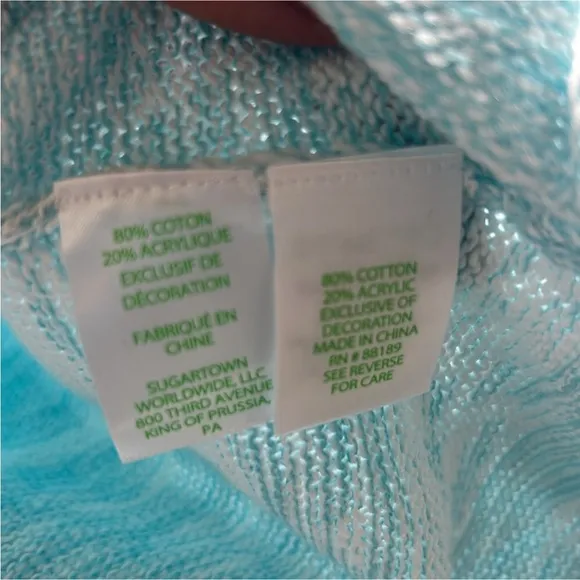 80% COTTON
20% ACRYLIQUE
EXCLUSIF DE
DÉCORATION
FABRIQUÉ EN
CHINE
SUGARTOWN
WORLDWIDE, LLC
800 THIRD AVENUE
KING OF PRUSSIA,
PA
80% COTTON
20% ACRYLIC
EXCLUSIVE OF
DECORATION
MADE IN CHINA
RN # 88189
SEE REVERSE
FOR CARE